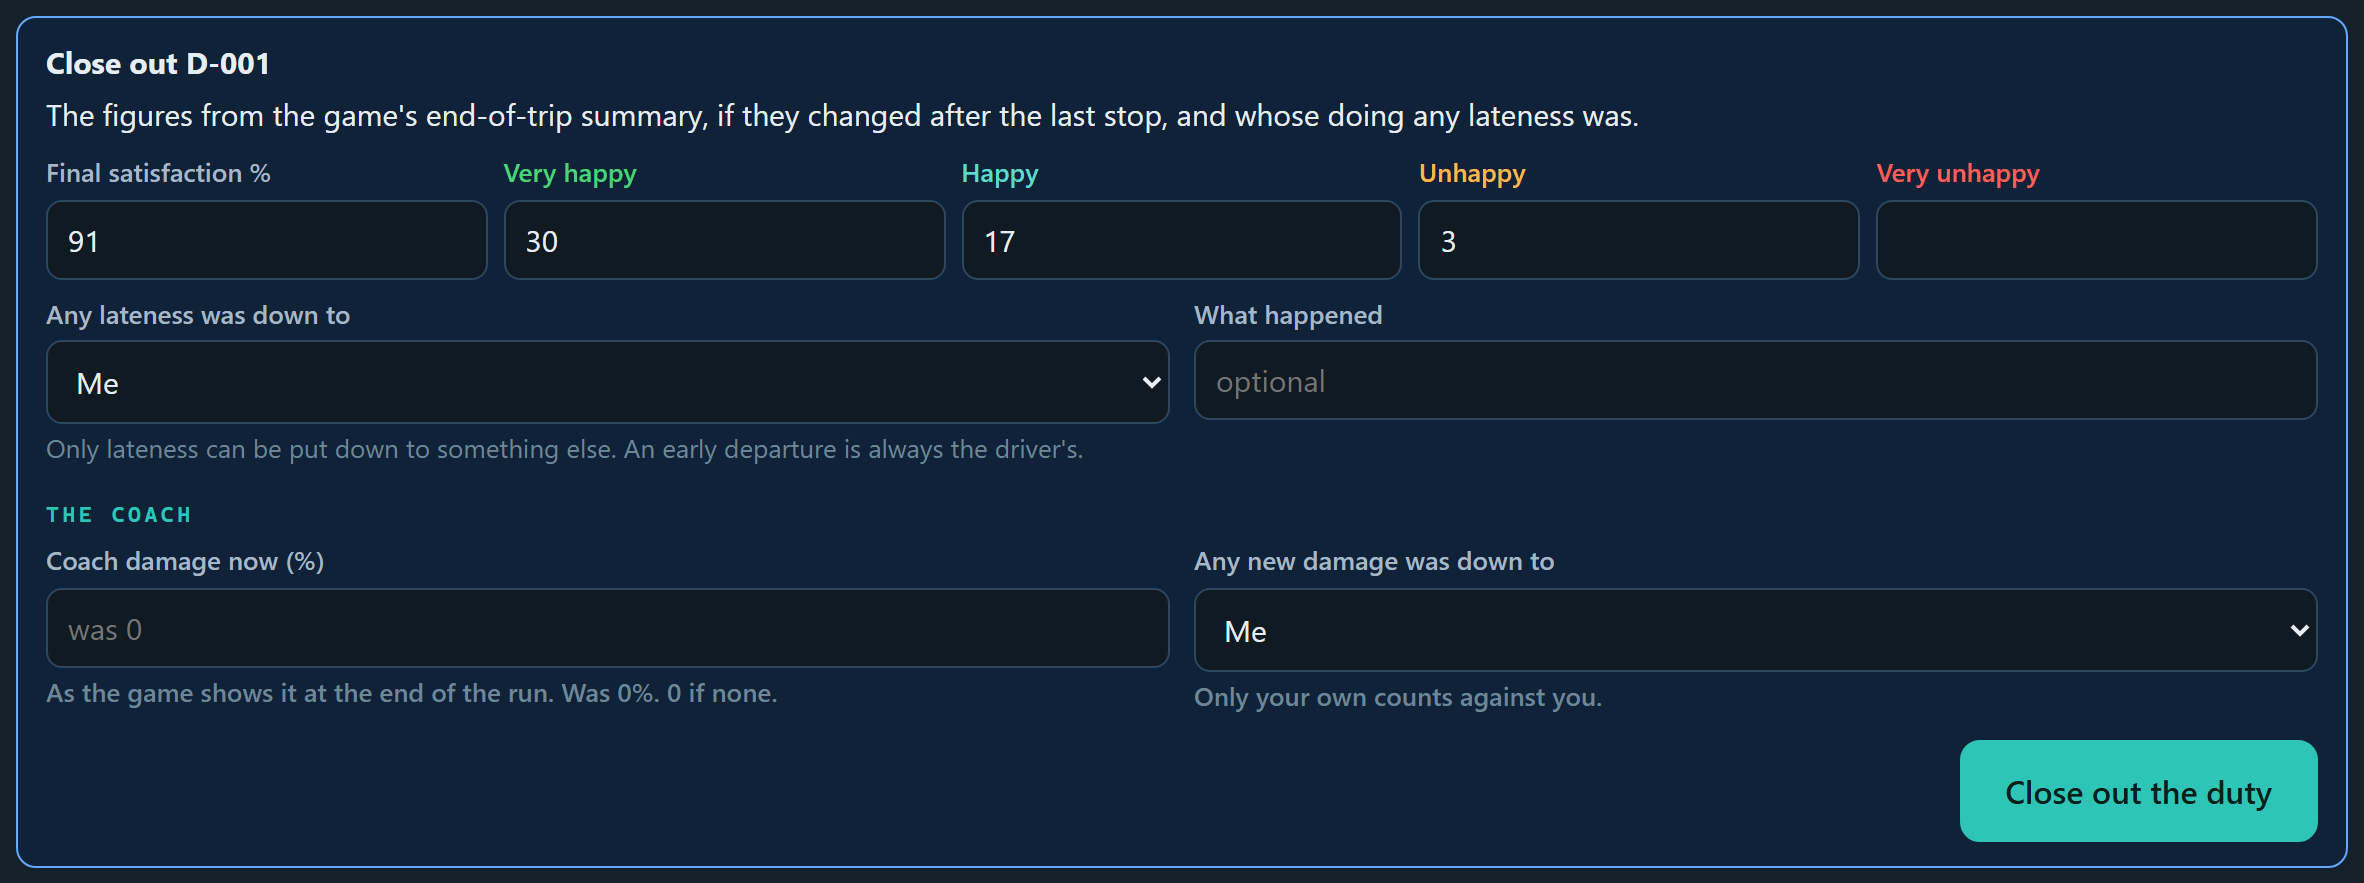 Close out D-001
The figures from the game's end-of-trip summary, if they changed after the last stop, and whose doing any lateness was.
Final satisfaction %
Very happy
Happy
Unhappy
Very unhappy
91
30
17
3
Any lateness was down to
What happened
Me
optional
Only lateness can be put down to something else. An early departure is always the driver's.
THE COACH
Coach damage now (%)
Any new damage was down to
was 0
Me
As the game shows it at the end of the run. Was 0%. 0 if none.
Only your own counts against you.
Close out the duty